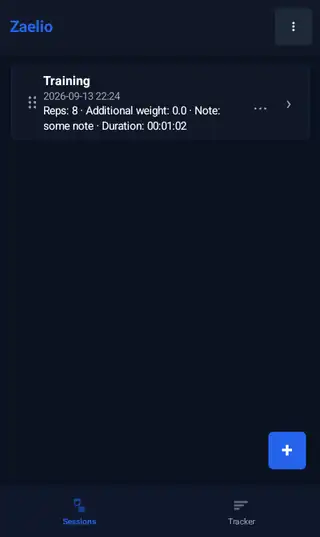 Zaelio
Training
2026-09-13 22:24
Reps: 8 · Additional weight: 0.0 · Note:
some note · Duration: 00:01:02
Sessions
Tracker